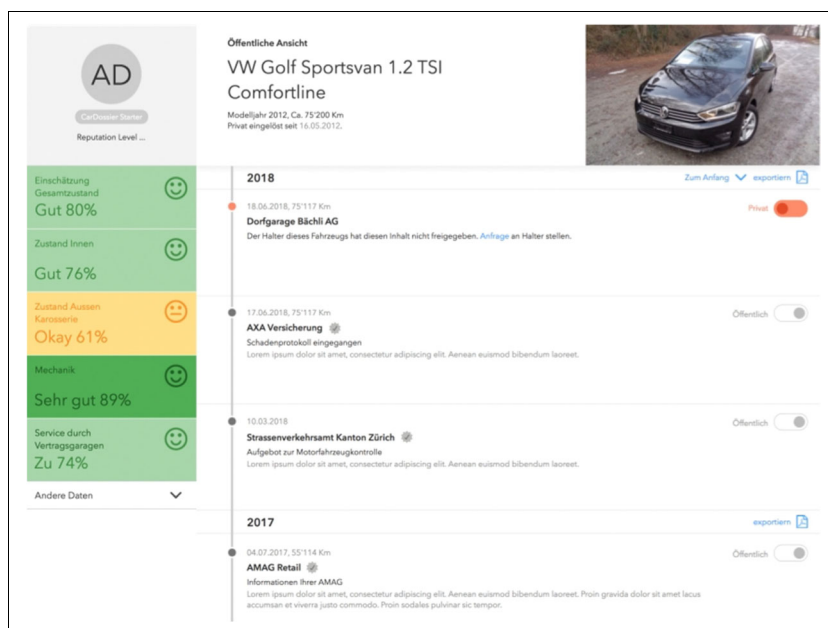 AD
CarDossier Starter
Reputation Level ...
Öffentliche Ansicht
VW Golf Sportsvan 1.2 TSI
Comfortline
Modelljahr 2012, Ca. 75'200 Km
Privat eingelöst seit 16.05.2012.
Einschätzung
Gesamtzustand
Gut 80%
Zustand Innen
Gut 76%
Zustand Aussen
Karosserie
Okay 61%
Mechanik
Sehr gut 89%
Service durch
Vertragsgaragen
Zu 74%
Andere Daten
2018
Zum Anfang exportiern
18.06.2018, 75'117 Km
Privat
Dorfgarage Bächli AG
Der Halter dieses Fahrzeugs hat diesen Inhalt nicht freigegeben. Anfrage an Halter stellen.
17.06.2018, 75'117 Km
Öffentlich
AXA Versicherung
Schadenprotokoll eingegangen
Lorem ipsum dolor sit amet, consectetur adipiscing elit. Aenean euismod bibendum laoreet.
10.03.2018
Öffentlich
Strassenverkehrsamt Kanton Zürich
Aufgebot zur Motorfahrzeugkontrolle
Lorem ipsum dolor sit amet, consectetur adipiscing elit. Aenean euismod bibendum laoreet.
2017
exportiern
04.07.2017, 55'114 Km
Öffentlich
AMAG Retail
Informationen Ihrer AMAG
Lorem ipsum dolor sit amet, consectetur adipiscing elit. Aenean euismod bibendum laoreet. Proin gravida dolor sit amet lacus
accumsan et viverra justo commodo. Proin sodales pulvinar sic tempor.